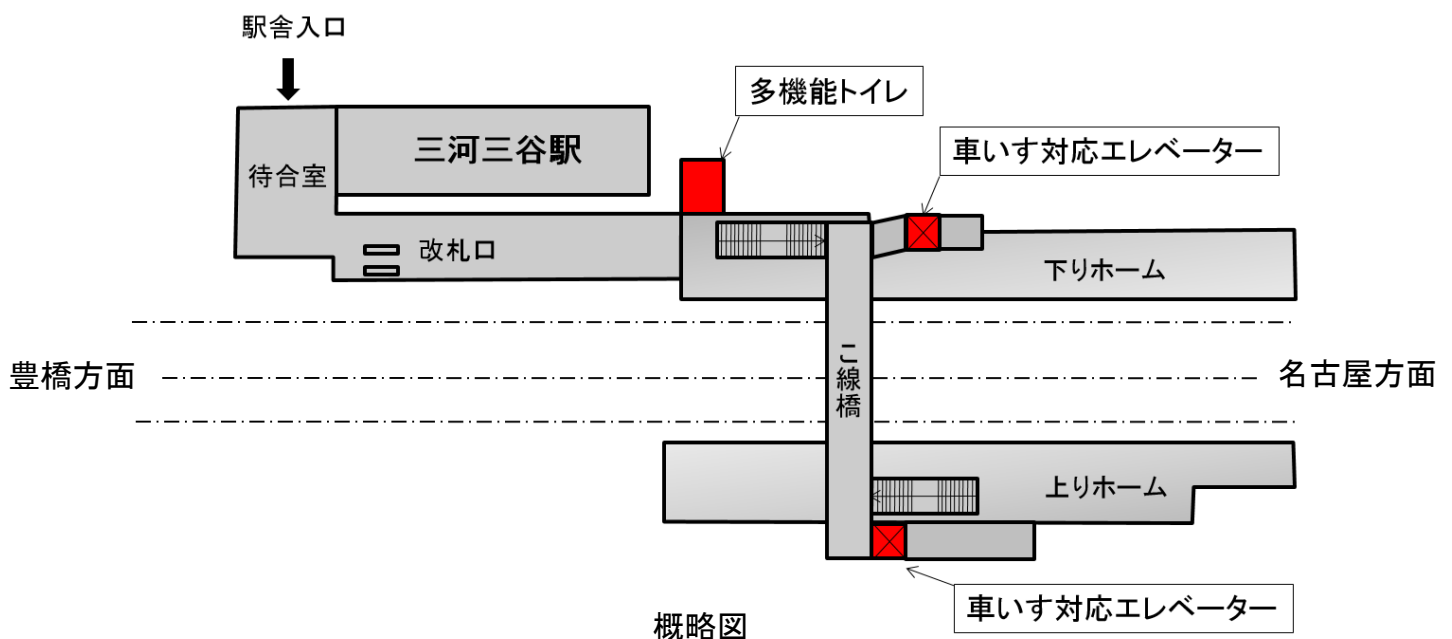 駅舎入口
多機能トイレ
三河三谷駅
車いす対応エレベーター
待合室
改札口
下りホーム
豊橋方面
こ線橋
名古屋方面
上りホーム
車いす対応エレベーター
概略図